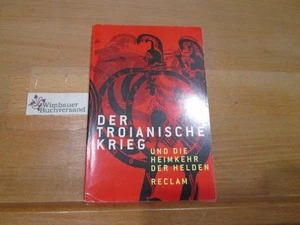 Wimbauer
Buchversand
DER
TROIANISCHE
KRIEG
UND DIE
HEIMKEHR
DER HELDEN
RECLAM